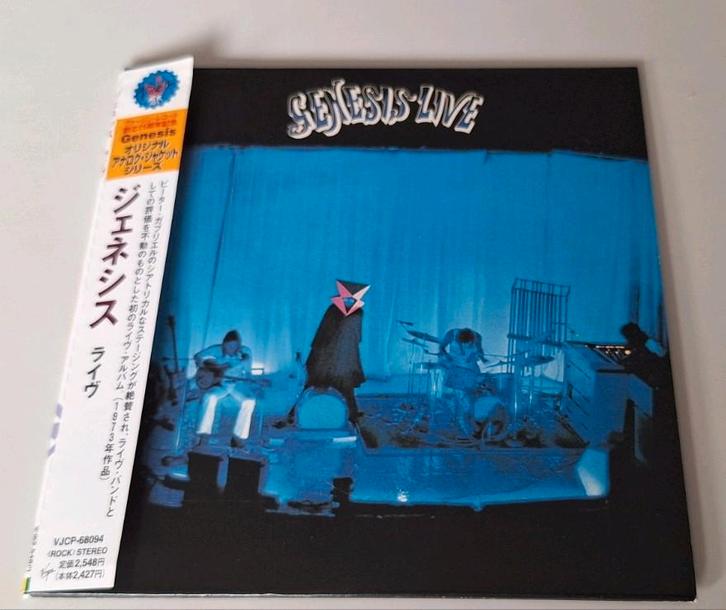 GENESIS LIVE
Genesis
オリジナル
アナログ・ジャケット
シリーズ
ジェネシス
ライヴ
ピーター・ガブリエルのシアトリカルなステージングが絶賛され、ライヴ・バンドと
しての評価を不動のものとした初のライヴ・アルバム（1973年作品）
VJCP-68094
(ROCK) STEREO
定価2,548円
(本体2,427円)